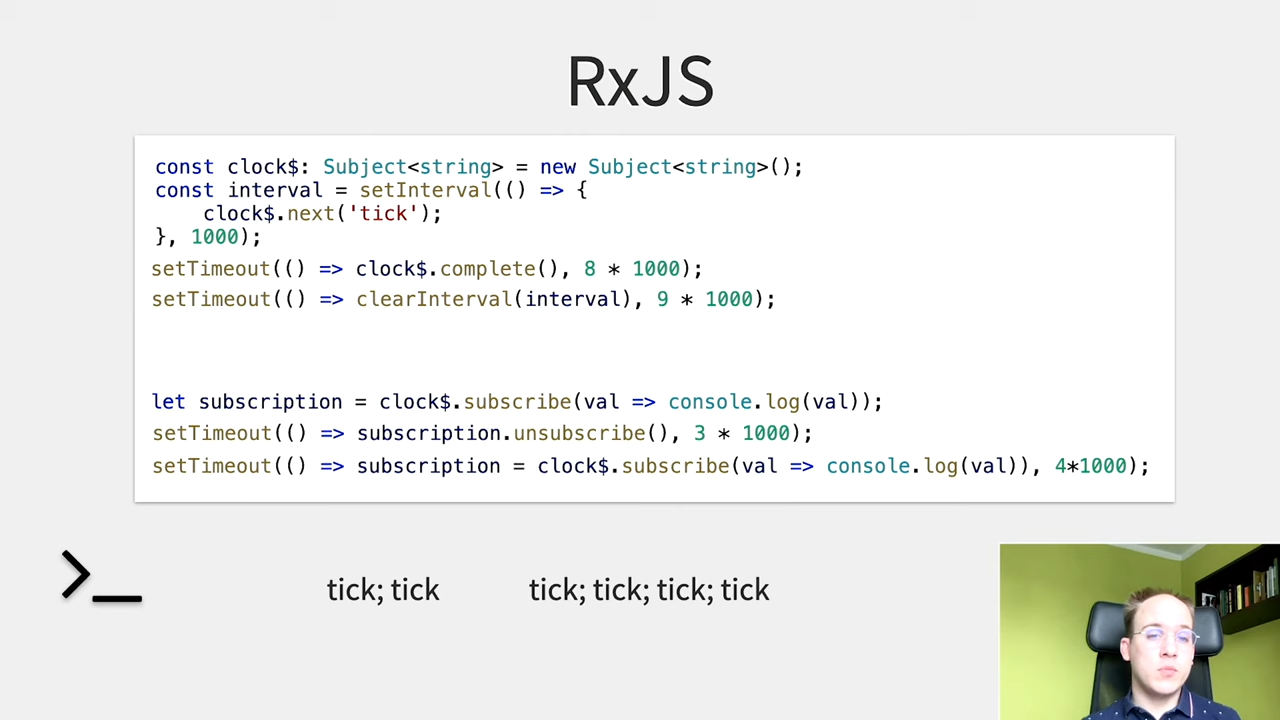 RxJS
const clock$: Subject<string> = new Subject<string>();
const interval = setInterval(() => {
    clock$.next('tick');
}, 1000);
setTimeout(() => clock$.complete(), 8 * 1000);
setTimeout(() => clearInterval(interval), 9 * 1000);
let subscription = clock$.subscribe(val => console.log(val));
setTimeout(() => subscription.unsubscribe(), 3 * 1000);
setTimeout(() => subscription = clock$.subscribe(val => console.log(val)), 4*1000);
>_ tick; tick tick; tick; tick; tick